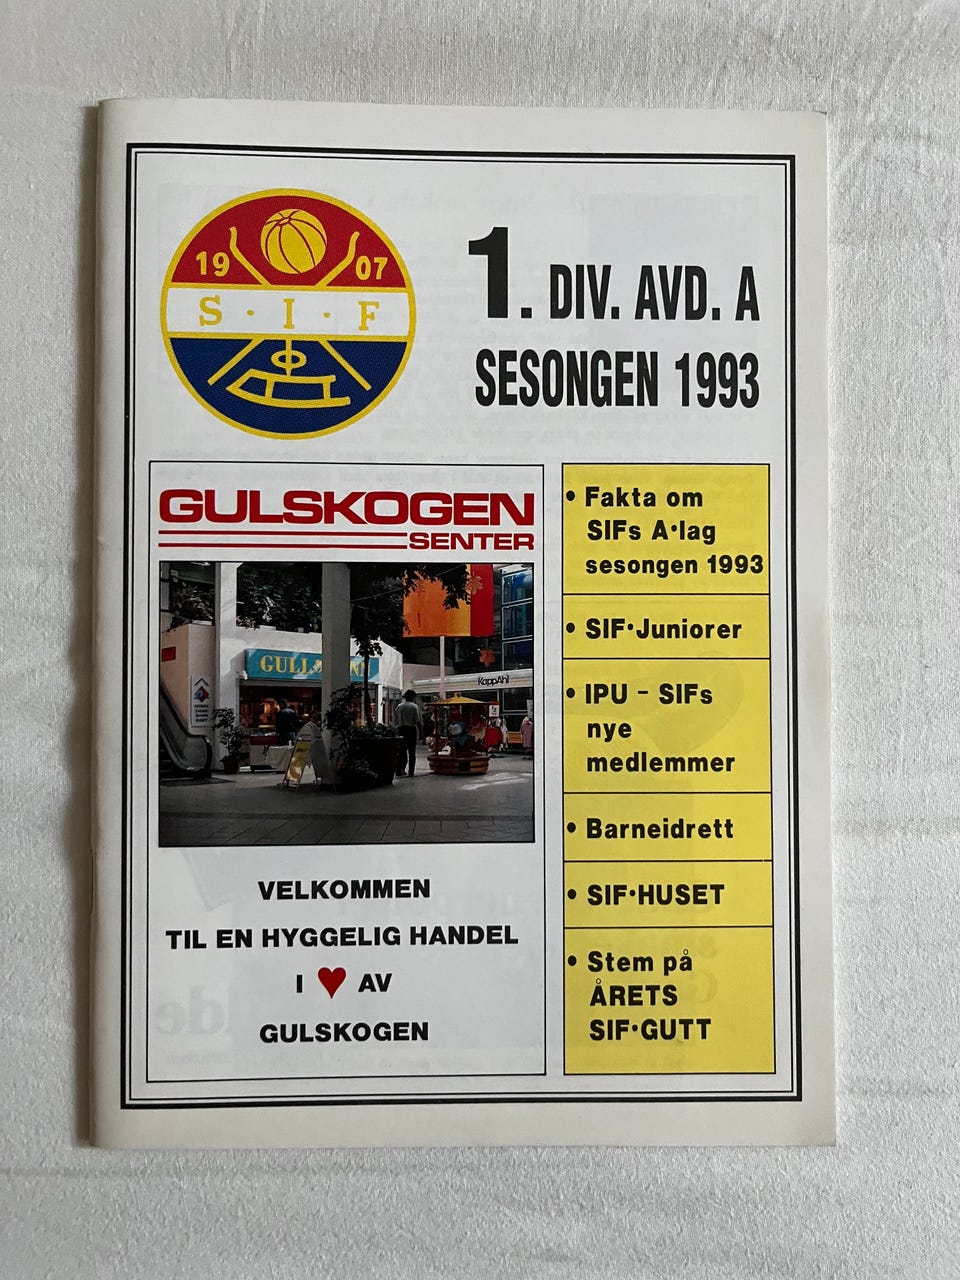 19 07
S · I · F
1. DIV. AVD. A
SESONGEN 1993
GULSKOGEN
SENTER
KappAhl
VELKOMMEN
TIL EN HYGGELIG HANDEL
I ♥ AV
GULSKOGEN
• Fakta om
SIFs A•lag
sesongen 1993
• SIF•Juniorer
• IPU – SIFs
nye
medlemmer
• Barneidrett
• SIF•HUSET
• Stem på
ÅRETS
SIF•GUTT